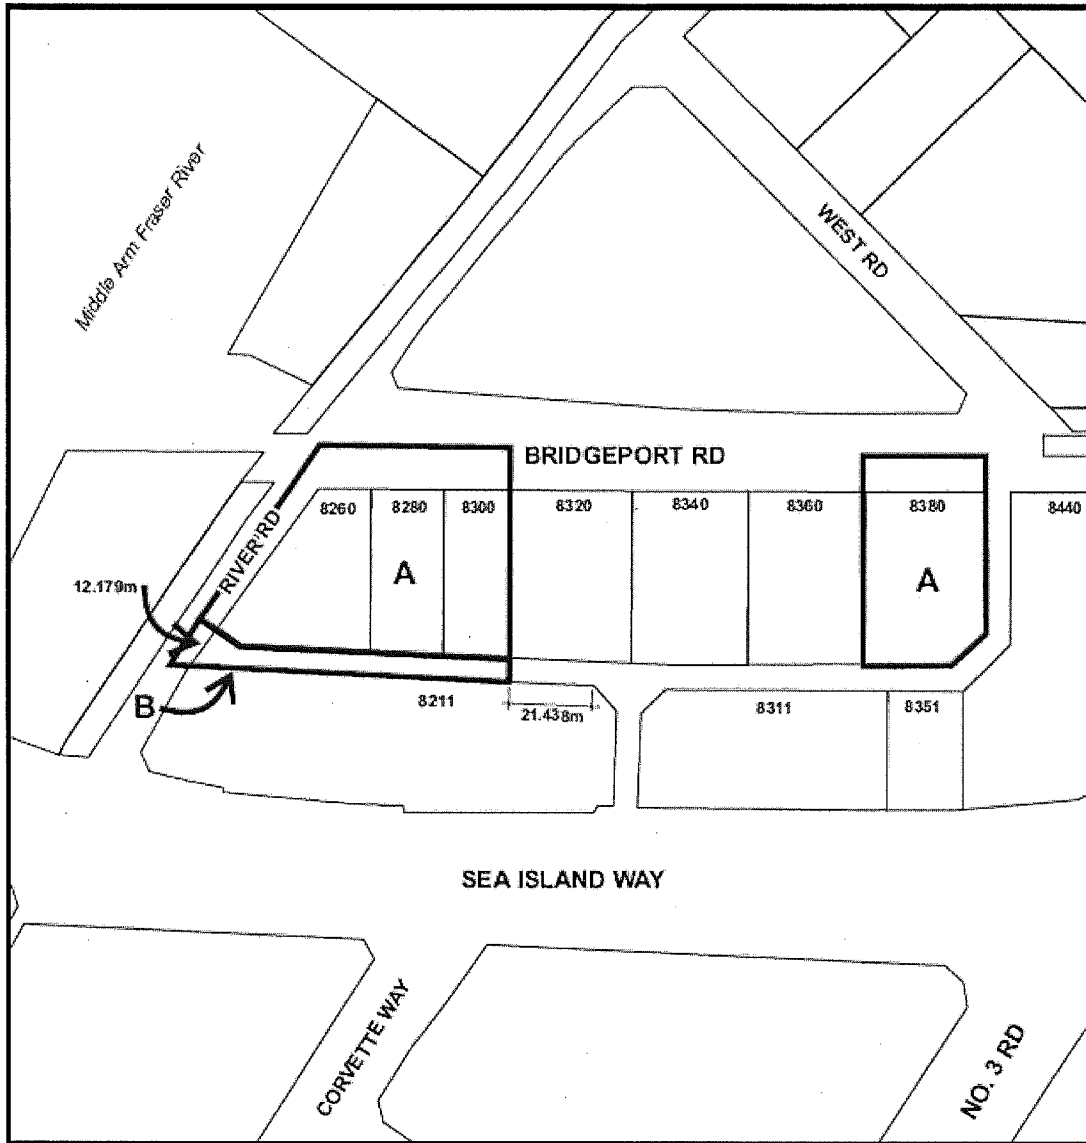 Middle Arm Fraser River
WEST RD
BRIDGEPORT RD
8260
8280
8300
8320
8340
8360
8380
8440
RIVER RD
A
A
12.179m
B
8211
21.438m
8311
8351
SEA ISLAND WAY
CORVETTE WAY
NO. 3 RD